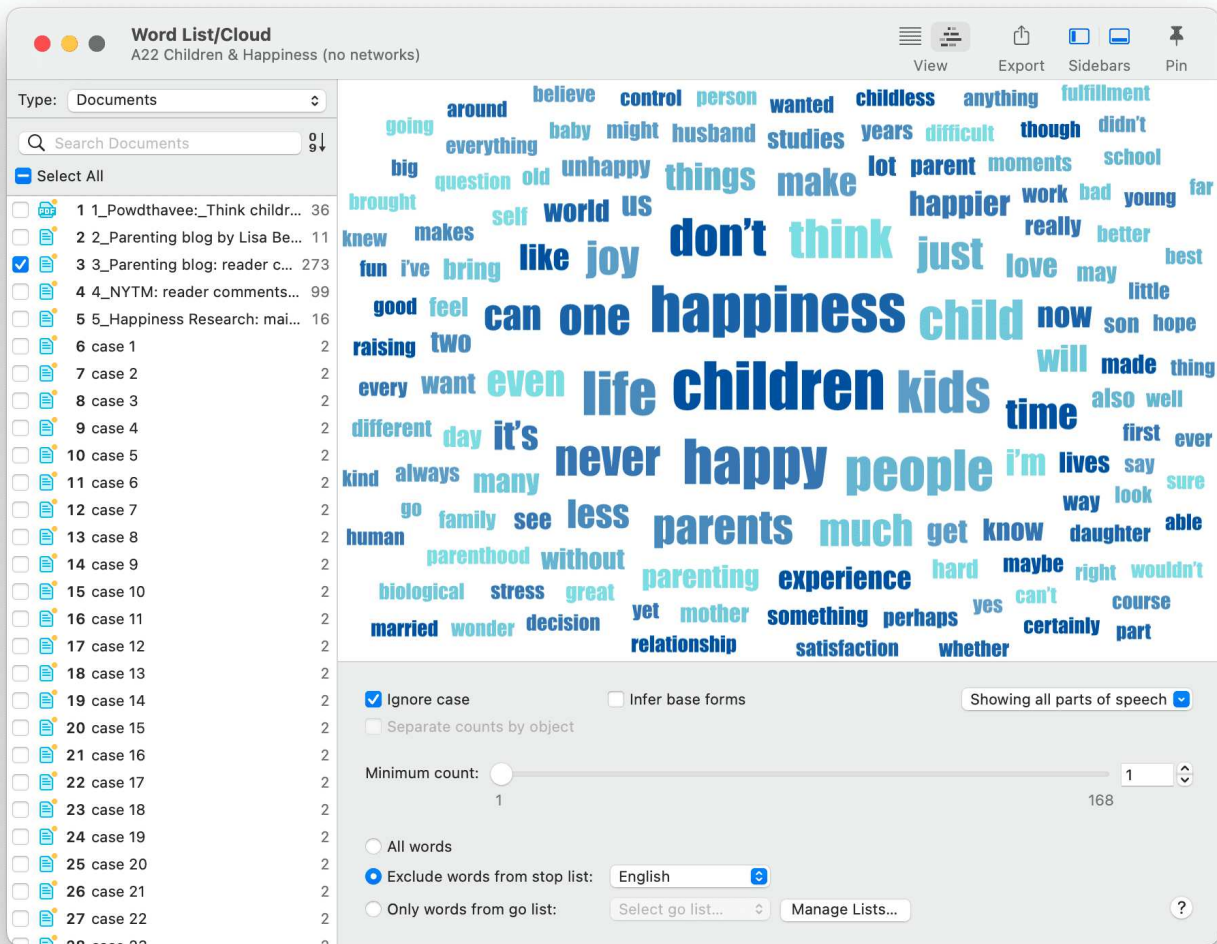 Word List/Cloud
A22 Children & Happiness (no networks)
View Export Sidebars Pin
Type: Documents
Search Documents
Select All
1 1_Powdthavee:_Think childr... 36
2 2_Parenting blog by Lisa Be... 11
3 3_Parenting blog: reader c... 273
4 4_NYTM: reader comments... 99
5 5_Happiness Research: mai... 16
6 case 1 2
7 case 2 2
8 case 3 2
9 case 4 2
10 case 5 2
11 case 6 2
12 case 7 2
13 case 8 2
14 case 9 2
15 case 10 2
16 case 11 2
17 case 12 2
18 case 13 2
19 case 14 2
20 case 15 2
21 case 16 2
22 case 17 2
23 case 18 2
24 case 19 2
25 case 20 2
26 case 21 2
27 case 22 2
around believe control person wanted childless anything fulfillment
going everything baby might husband studies years difficult though didn't
big question old unhappy things make lot parent moments school
brought self world us happier work bad young far
knew makes don't think just really better
fun i've bring like joy love may best
good feel can one happiness child now son hope little
raising two will made thing
every want even life children kids time also well
different day it's first ever
kind always many never happy people i'm lives say sure
go family see less way look
human parents much get know daughter able
parenthood without parenting experience hard maybe right wouldn't
biological stress great yet mother something perhaps yes can't course
married wonder decision certainly part
relationship satisfaction whether
Ignore case Infer base forms Showing all parts of speech
Separate counts by object
Minimum count: 1
1 168
All words
Exclude words from stop list: English
Only words from go list: Select go list... Manage Lists...
?